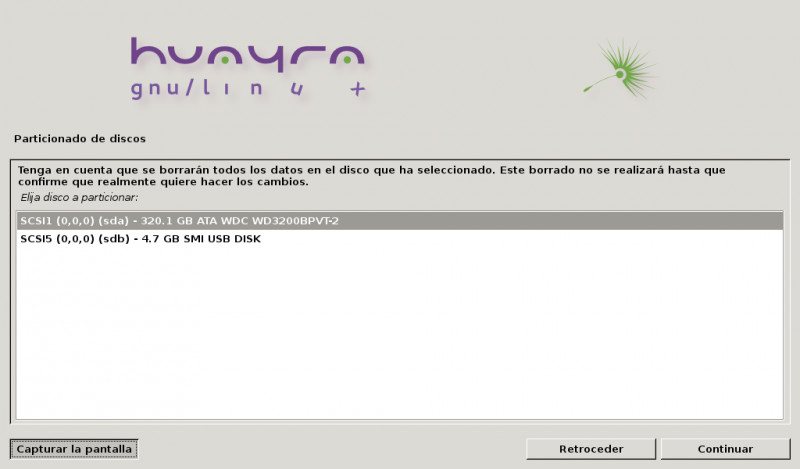 huayra
gnu/linux
Particionado de discos
Tenga en cuenta que se borrarán todos los datos en el disco que ha seleccionado. Este borrado no se realizará hasta que
confirme que realmente quiere hacer los cambios.
Elija disco a particionar:
SCSI1 (0,0,0) (sda) - 320.1 GB ATA WDC WD3200BPVT-2
SCSI5 (0,0,0) (sdb) - 4.7 GB SMI USB DISK
Capturar la pantalla
Retroceder
Continuar